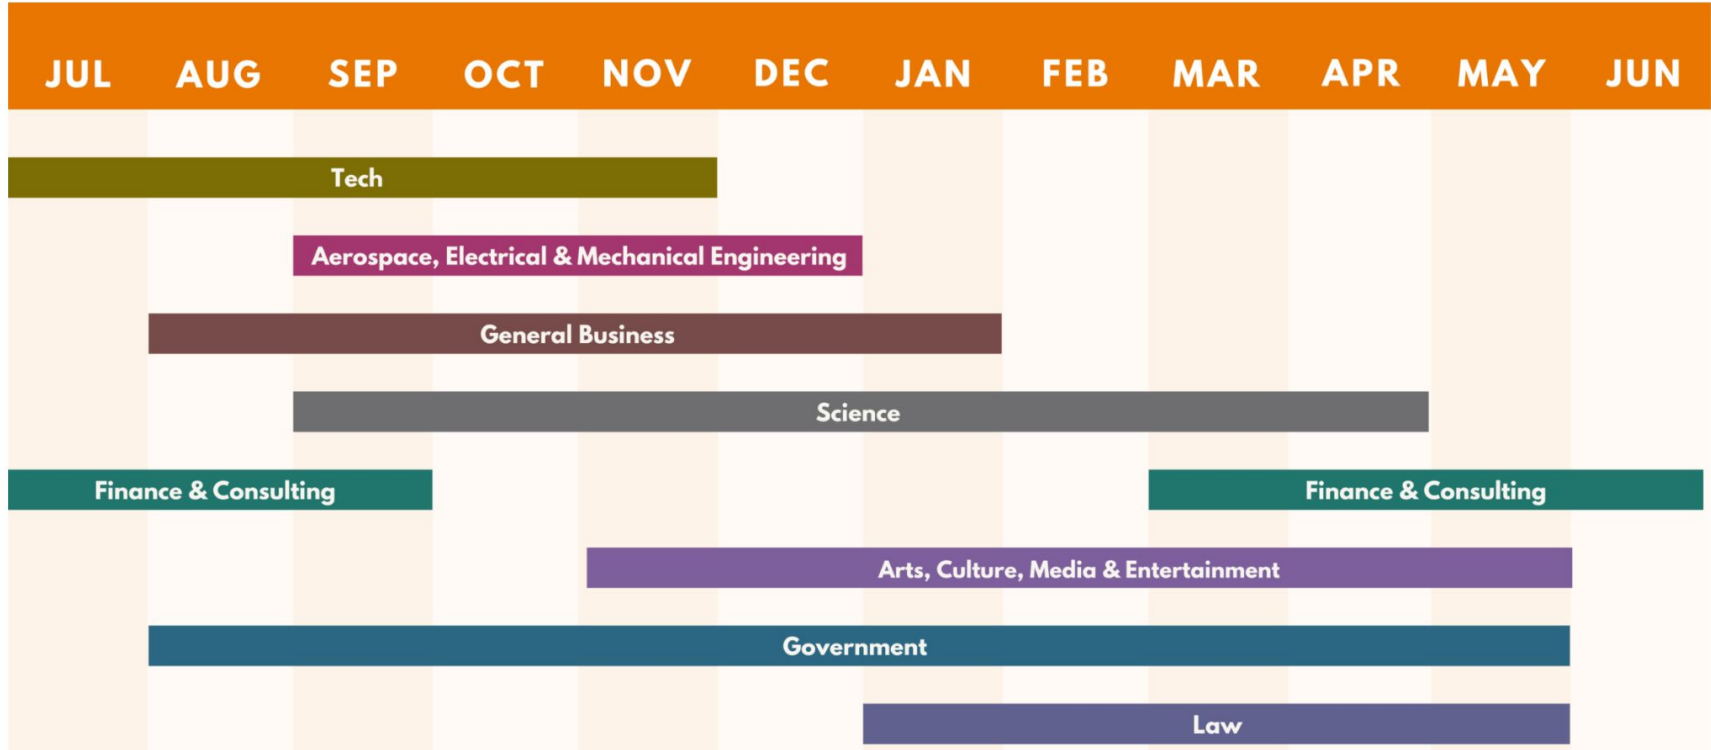 JUL AUG SEP OCT NOV DEC JAN FEB MAR APR MAY JUN
Tech
Aerospace, Electrical & Mechanical Engineering
General Business
Science
Finance & Consulting Finance & Consulting
Arts, Culture, Media & Entertainment
Government
Law